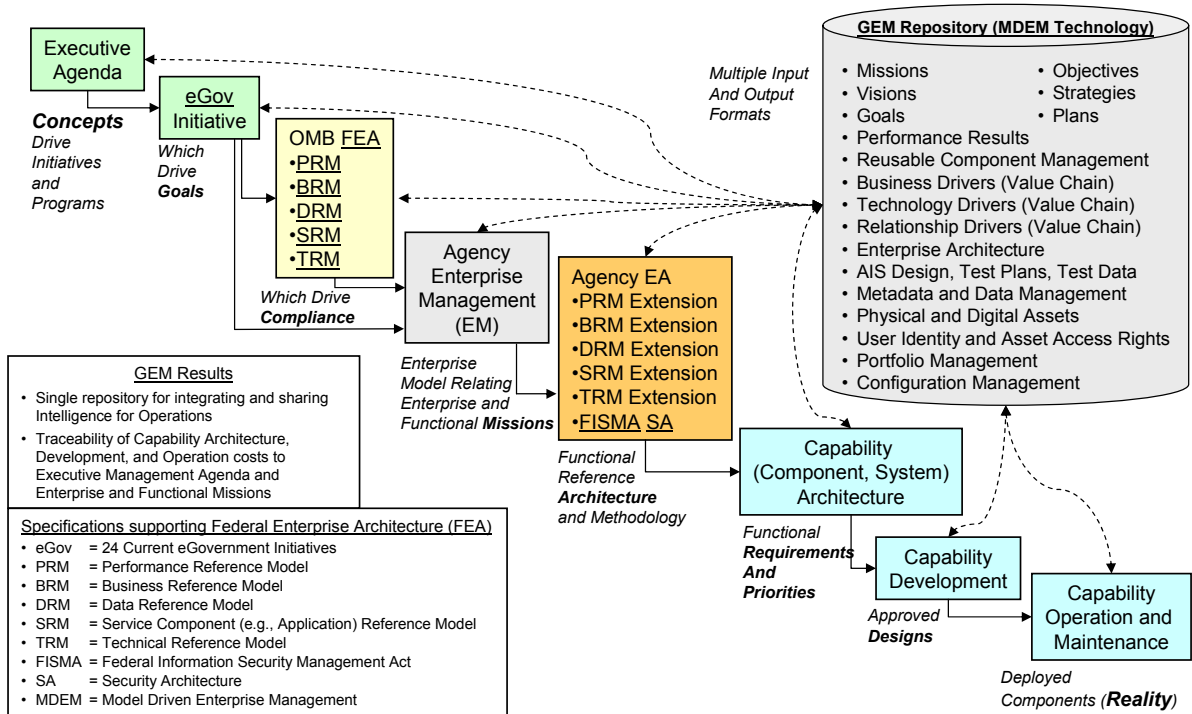 Executive
Agenda
Concepts
Drive
Initiatives
and
Programs
eGov
Initiative
Which
Drive
Goals
OMB FEA
•PRM
•BRM
•DRM
•SRM
•TRM
Which Drive
Compliance
Agency
Enterprise
Management
(EM)
Enterprise
Model Relating
Enterprise and
Functional Missions
Agency EA
•PRM Extension
•BRM Extension
•DRM Extension
•SRM Extension
•TRM Extension
•FISMA SA
Functional
Reference
Architecture
and Methodology
Capability
(Component, System)
Architecture
Functional
Requirements
And
Priorities
Capability
Development
Approved
Designs
Capability
Operation and
Maintenance
Deployed
Components (Reality)
Multiple Input
And Output
Formats
GEM Repository (MDEM Technology)
• Missions
• Visions
• Goals
• Objectives
• Strategies
• Plans
• Performance Results
• Reusable Component Management
• Business Drivers (Value Chain)
• Technology Drivers (Value Chain)
• Relationship Drivers (Value Chain)
• Enterprise Architecture
• AIS Design, Test Plans, Test Data
• Metadata and Data Management
• Physical and Digital Assets
• User Identity and Asset Access Rights
• Portfolio Management
• Configuration Management
GEM Results
• Single repository for integrating and sharing
Intelligence for Operations
• Traceability of Capability Architecture,
Development, and Operation costs to
Executive Management Agenda and
Enterprise and Functional Missions
Specifications supporting Federal Enterprise Architecture (FEA)
• eGov = 24 Current eGovernment Initiatives
• PRM = Performance Reference Model
• BRM = Business Reference Model
• DRM = Data Reference Model
• SRM = Service Component (e.g., Application) Reference Model
• TRM = Technical Reference Model
• FISMA = Federal Information Security Management Act
• SA = Security Architecture
• MDEM = Model Driven Enterprise Management